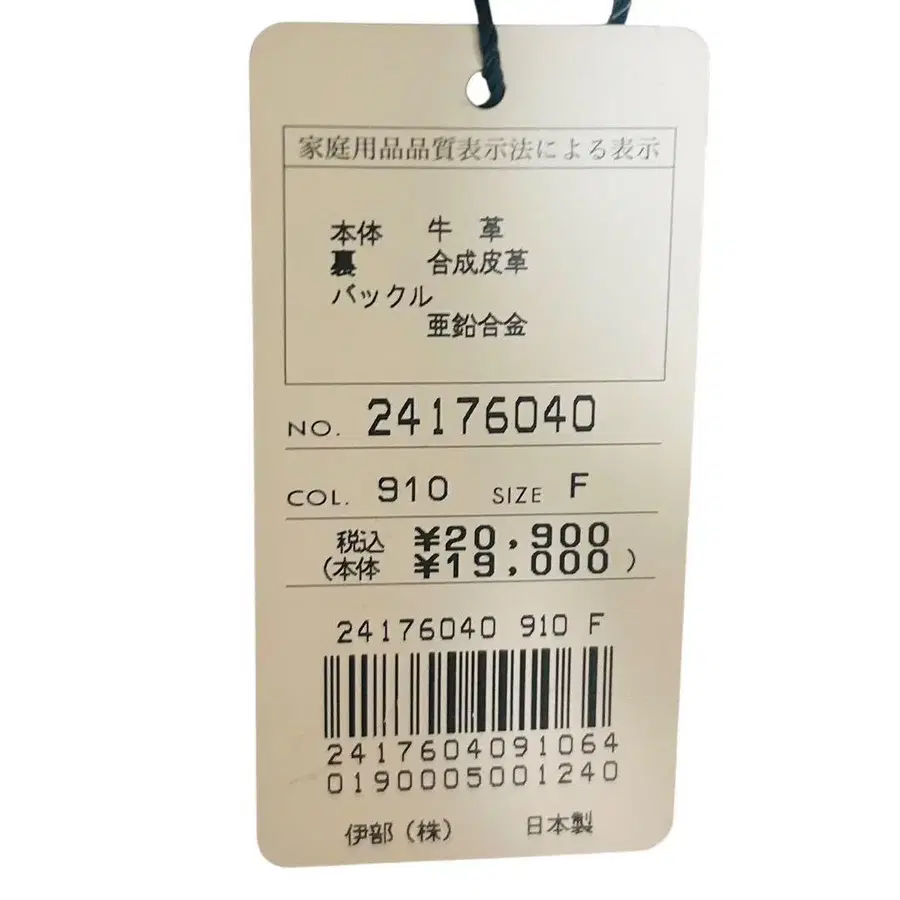 家庭用品品質表示法による表示
本体 牛 革
裏 合成皮革
バックル
亜鉛合金
NO. 24176040
COL. 910 SIZE F
税込 ¥20,900
(本体 ¥19,000)
24176040 910 F
2417604091064
0190005001240
伊部(株) 日本製